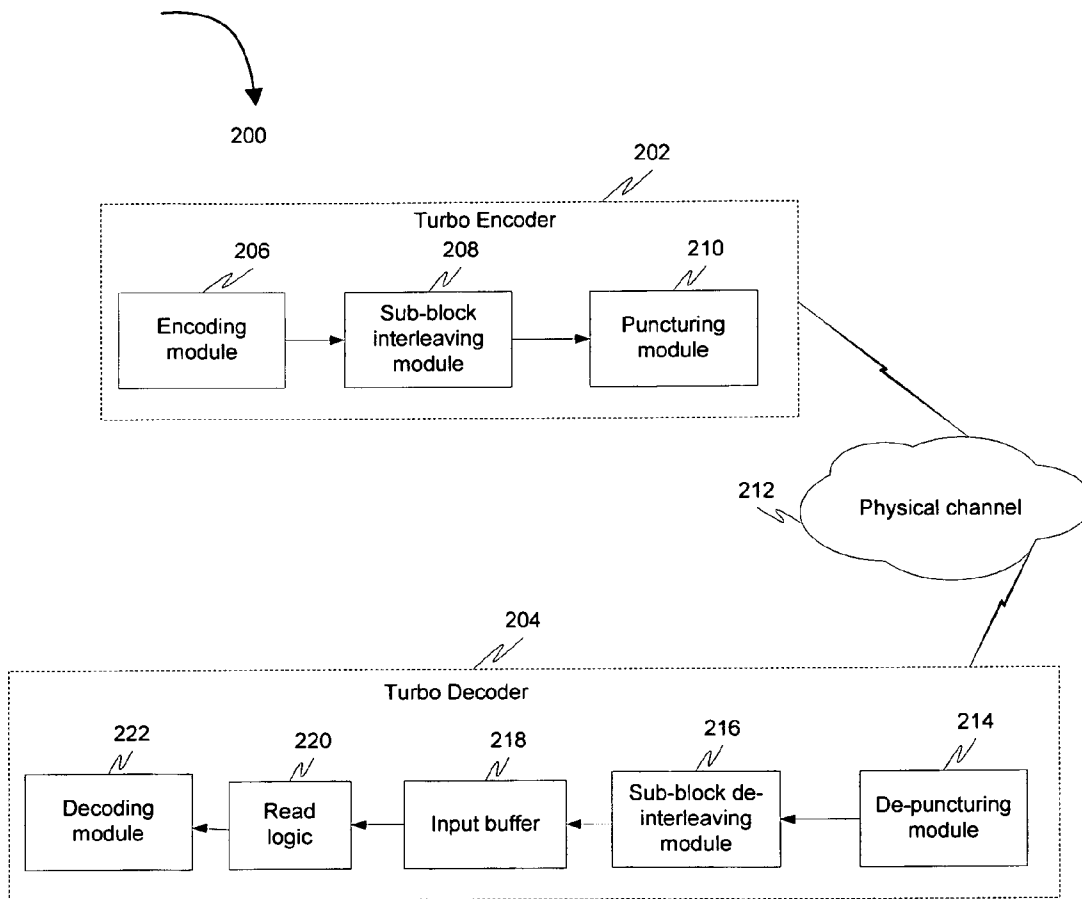 200
202
Turbo Encoder
206
208
210
Encoding
module
Sub-block
interleaving
module
Puncturing
module
212
Physical channel
204
Turbo Decoder
222
220
218
216
214
Decoding
module
Read
logic
Input buffer
Sub-block de-
interleaving
module
De-puncturing
module